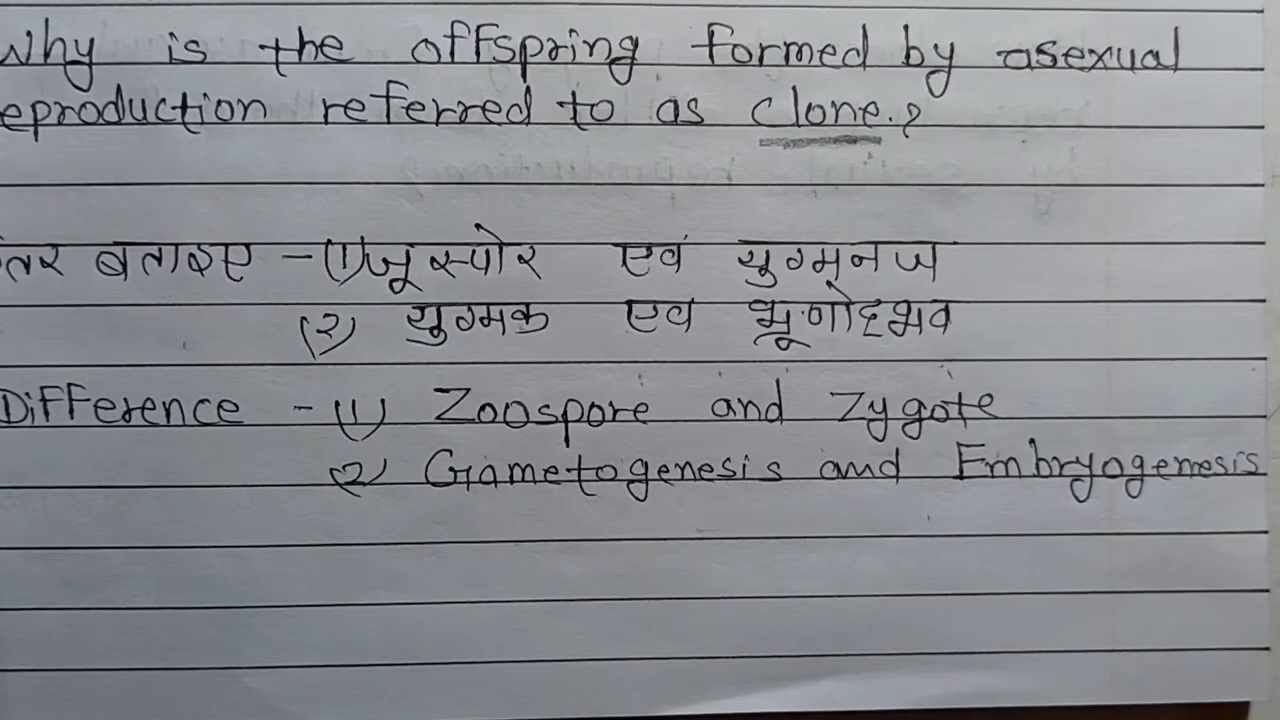 Why is the offspring formed by asexual
eproduction referred to as clone.?
तर बताइए - (1) जूस्पोर एवं युग्मनज
(२) युग्मक एवं भ्रूणोद्भव
Difference - (1) Zoospore and Zygote
(2) Gametogenesis and Embryogenesis